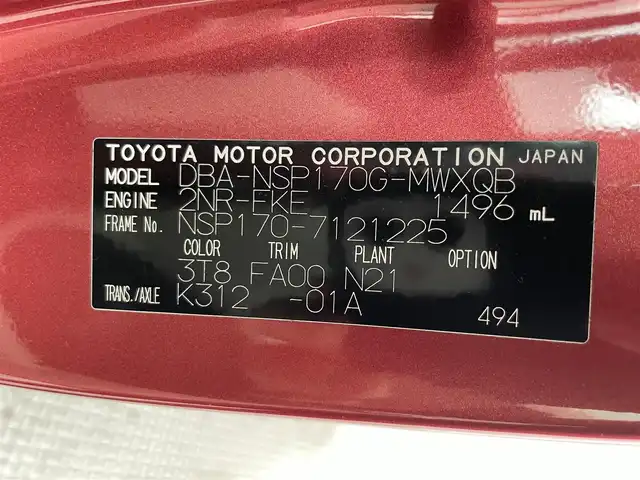 TOYOTA MOTOR CORPORATION JAPAN
MODEL DBA-NSP170G-MWXQB
ENGINE 2NR-FKE 1496 mL
FRAME No. NSP170-7121225
COLOR TRIM PLANT OPTION
3T8 FA00 N21
TRANS./AXLE K312 -01A
494